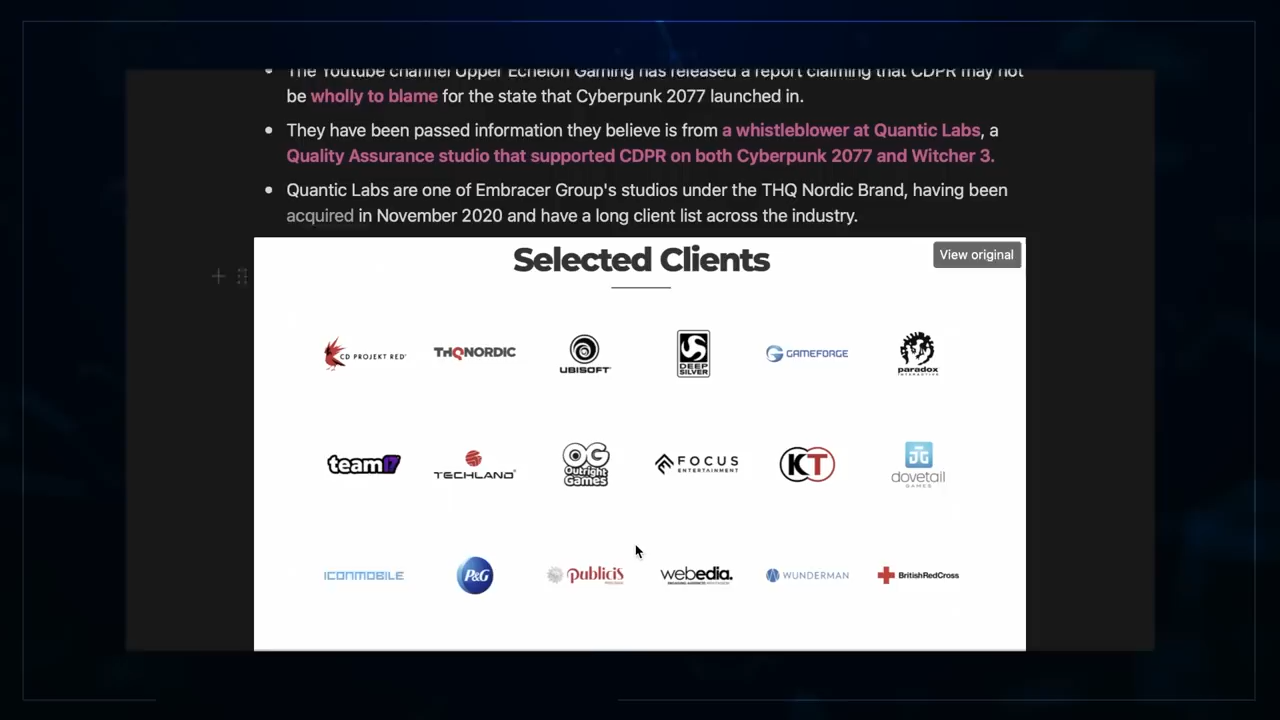 The Youtube channel Upper Echelon Gaming has released a report claiming that CDPR may not
be wholly to blame for the state that Cyberpunk 2077 launched in.
They have been passed information they believe is from a whistleblower at Quantic Labs, a
Quality Assurance studio that supported CDPR on both Cyberpunk 2077 and Witcher 3.
Quantic Labs are one of Embracer Group's studios under the THQ Nordic Brand, having been
acquired in November 2020 and have a long client list across the industry.
Selected Clients
View original
CD PROJEKT RED
THQNORDIC
UBISOFT
DEEP SILVER
GAMEFORGE
paradox INTERACTIVE
team17
TECHLAND
OG Outright Games
FOCUS ENTERTAINMENT
KT
dovetail GAMES
ICONMOBILE
P&G
publicis
webedia.
WUNDERMAN
BritishRedCross